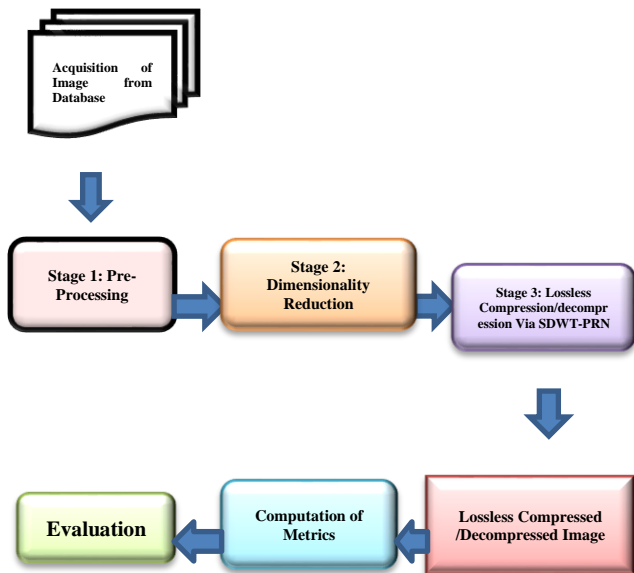 Acquisition of
Image from
Database
Stage 1: Pre-
Processing
Stage 2:
Dimensionality
Reduction
Stage 3: Lossless
Compression/decompr
ession Via SDWT-PRN
Lossless Compressed
/Decompressed Image
Computation of
Metrics
Evaluation